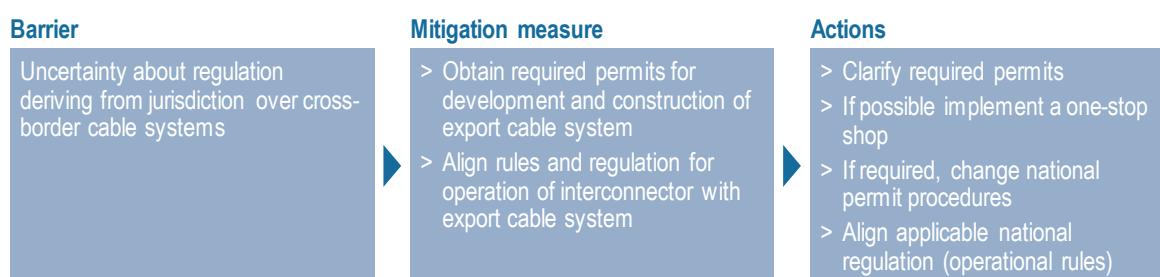 Barrier
Uncertainty about regulation
deriving from jurisdiction over cross-
border cable systems
Mitigation measure
> Obtain required permits for
development and construction of
export cable system
> Align rules and regulation for
operation of interconnector with
export cable system
Actions
> Clarify required permits
> If possible implement a one-stop
shop
> If required, change national
permit procedures
> Align applicable national
regulation (operational rules)